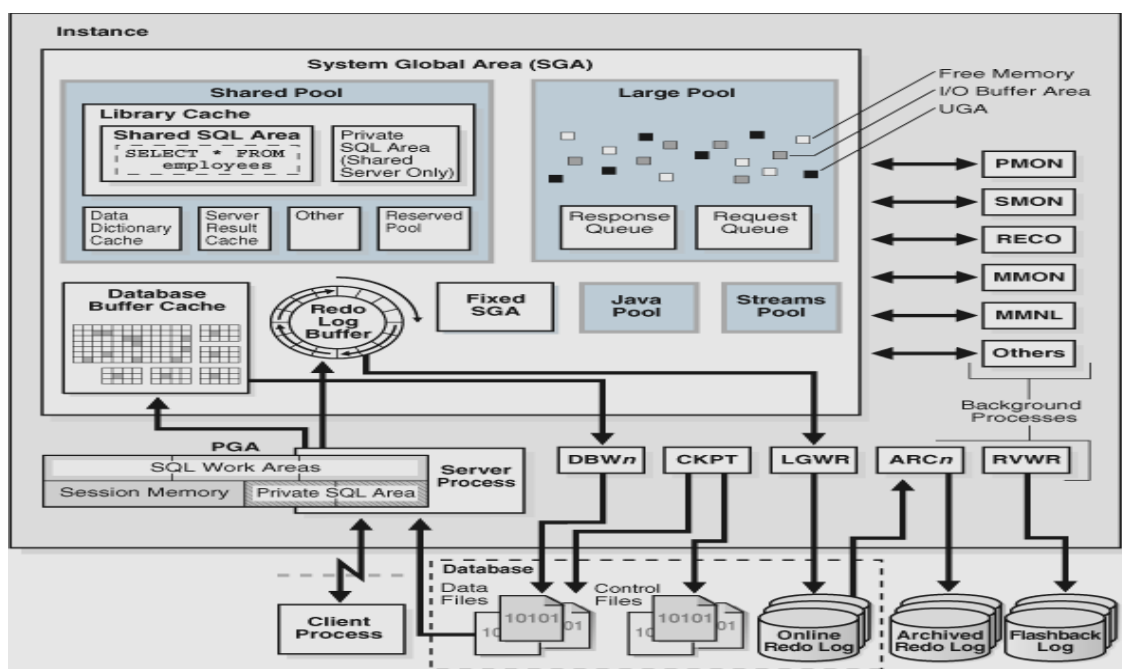 Instance
System Global Area (SGA)
Shared Pool
Library Cache
Shared SQL Area
SELECT * FROM
employees
Private
SQL Area
(Shared
Server Only)
Data
Dictionary
Cache
Server
Result
Cache
Other
Reserved
Pool
Large Pool
Response
Queue
Request
Queue
Free Memory
I/O Buffer Area
UGA
Database
Buffer Cache
Redo
Log
Buffer
Fixed
SGA
Java
Pool
Streams
Pool
PMON
SMON
RECO
MMON
MMNL
Others
Background
Processes
PGA
SQL Work Areas
Session Memory
Private SQL Area
Server
Process
DBWn
CKPT
LGWR
ARCn
RVWR
Client
Process
Database
Data
Files
10
10101
01
Control
Files
10
10101
01
Online
Redo Log
Archived
Redo Log
Flashback
Log